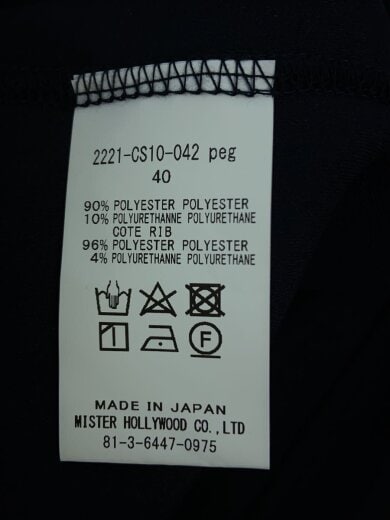 2221-CS10-042 peg
40
90% POLYESTER POLYESTER
10% POLYURETHANNE POLYURETHANE
COTE RIB
96% POLYESTER POLYESTER
4% POLYURETHANNE POLYURETHANE
F
MADE IN JAPAN
MISTER HOLLYWOOD CO.,LTD
81-3-6447-0975